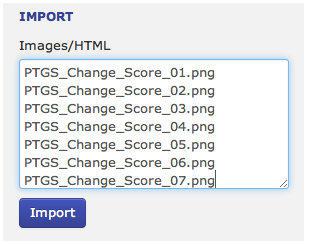 IMPORT
Images/HTML
PTGS_Change_Score_01.png
PTGS_Change_Score_02.png
PTGS_Change_Score_03.png
PTGS_Change_Score_04.png
PTGS_Change_Score_05.png
PTGS_Change_Score_06.png
PTGS_Change_Score_07.png
Import